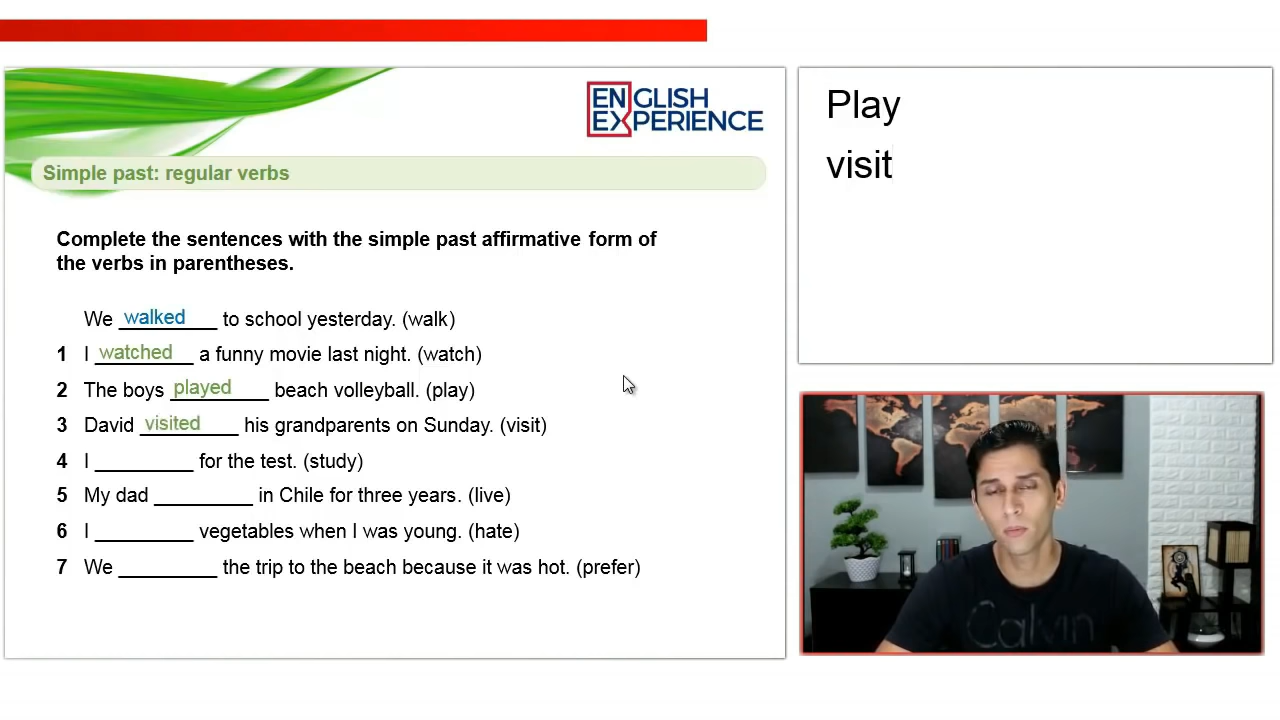 ENGLISH
EXPERIENCE
Simple past: regular verbs
Complete the sentences with the simple past affirmative form of
the verbs in parentheses.
We walked to school yesterday. (walk)
1 I watched a funny movie last night. (watch)
2 The boys played beach volleyball. (play)
3 David visited his grandparents on Sunday. (visit)
4 I _________ for the test. (study)
5 My dad _________ in Chile for three years. (live)
6 I _________ vegetables when I was young. (hate)
7 We _________ the trip to the beach because it was hot. (prefer)
Play
visit
Calvin